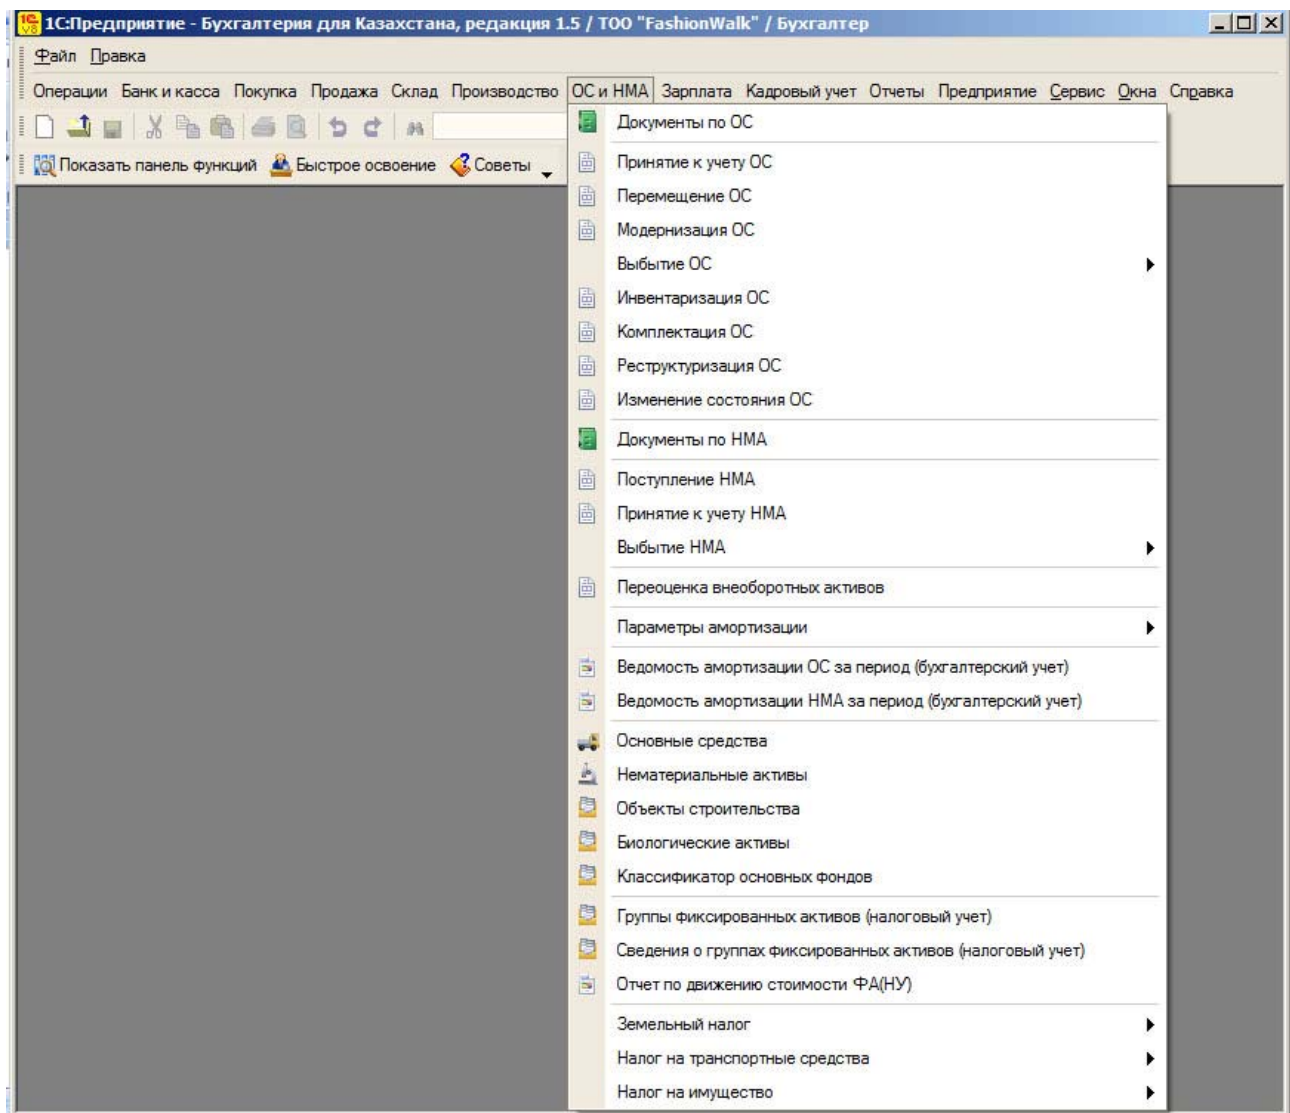 1С:Предприятие - Бухгалтерия для Казахстана, редакция 1.5 / ТОО "FashionWalk" / Бухгалтер
Файл Правка
Операции Банк и касса Покупка Продажа Склад Производство ОС и НМА Зарплата Кадровый учет Отчеты Предприятие Сервис Окна Справка
Показать панель функций Быстрое освоение Советы
Документы по ОС
Принятие к учету ОС
Перемещение ОС
Модернизация ОС
Выбытие ОС
Инвентаризация ОС
Комплектация ОС
Реструктуризация ОС
Изменение состояния ОС
Документы по НМА
Поступление НМА
Принятие к учету НМА
Выбытие НМА
Переоценка внеоборотных активов
Параметры амортизации
Ведомость амортизации ОС за период (бухгалтерский учет)
Ведомость амортизации НМА за период (бухгалтерский учет)
Основные средства
Нематериальные активы
Объекты строительства
Биологические активы
Классификатор основных фондов
Группы фиксированных активов (налоговый учет)
Сведения о группах фиксированных активов (налоговый учет)
Отчет по движению стоимости ФА(НУ)
Земельный налог
Налог на транспортные средства
Налог на имущество